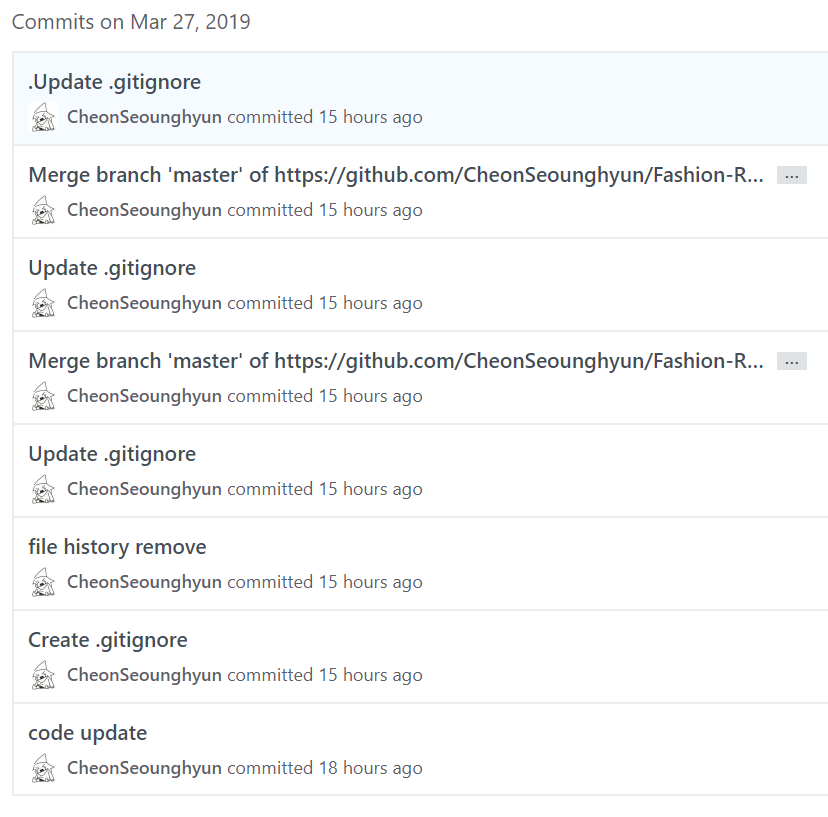 Commits on Mar 27, 2019
.Update .gitignore
CheonSeounghyun committed 15 hours ago
Merge branch 'master' of https://github.com/CheonSeounghyun/Fashion-R... ...
CheonSeounghyun committed 15 hours ago
Update .gitignore
CheonSeounghyun committed 15 hours ago
Merge branch 'master' of https://github.com/CheonSeounghyun/Fashion-R... ...
CheonSeounghyun committed 15 hours ago
Update .gitignore
CheonSeounghyun committed 15 hours ago
file history remove
CheonSeounghyun committed 15 hours ago
Create .gitignore
CheonSeounghyun committed 15 hours ago
code update
CheonSeounghyun committed 18 hours ago